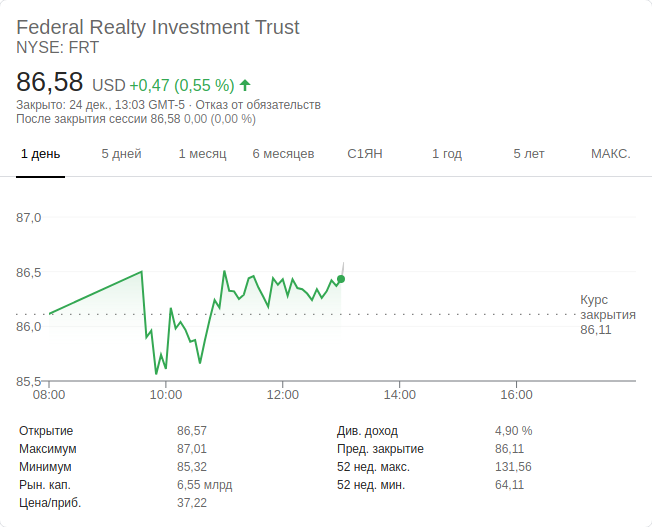 Federal Realty Investment Trust
NYSE: FRT
86,58 USD +0,47 (0,55 %)
Закрыто: 24 дек., 13:03 GMT-5 · Отказ от обязательств
После закрытия сессии 86,58 0,00 (0,00 %)
1 день 5 дней 1 месяц 6 месяцев С1ЯН 1 год 5 лет МАКС.
87,0
86,5
Курс
закрытия
86,11
86,0
85,5
08:00 10:00 12:00 14:00 16:00
Открытие 86,57 Див. доход 4,90 %
Максимум 87,01 Пред. закрытие 86,11
Минимум 85,32 52 нед. макс. 131,56
Рын. кап. 6,55 млрд 52 нед. мин. 64,11
Цена/приб. 37,22